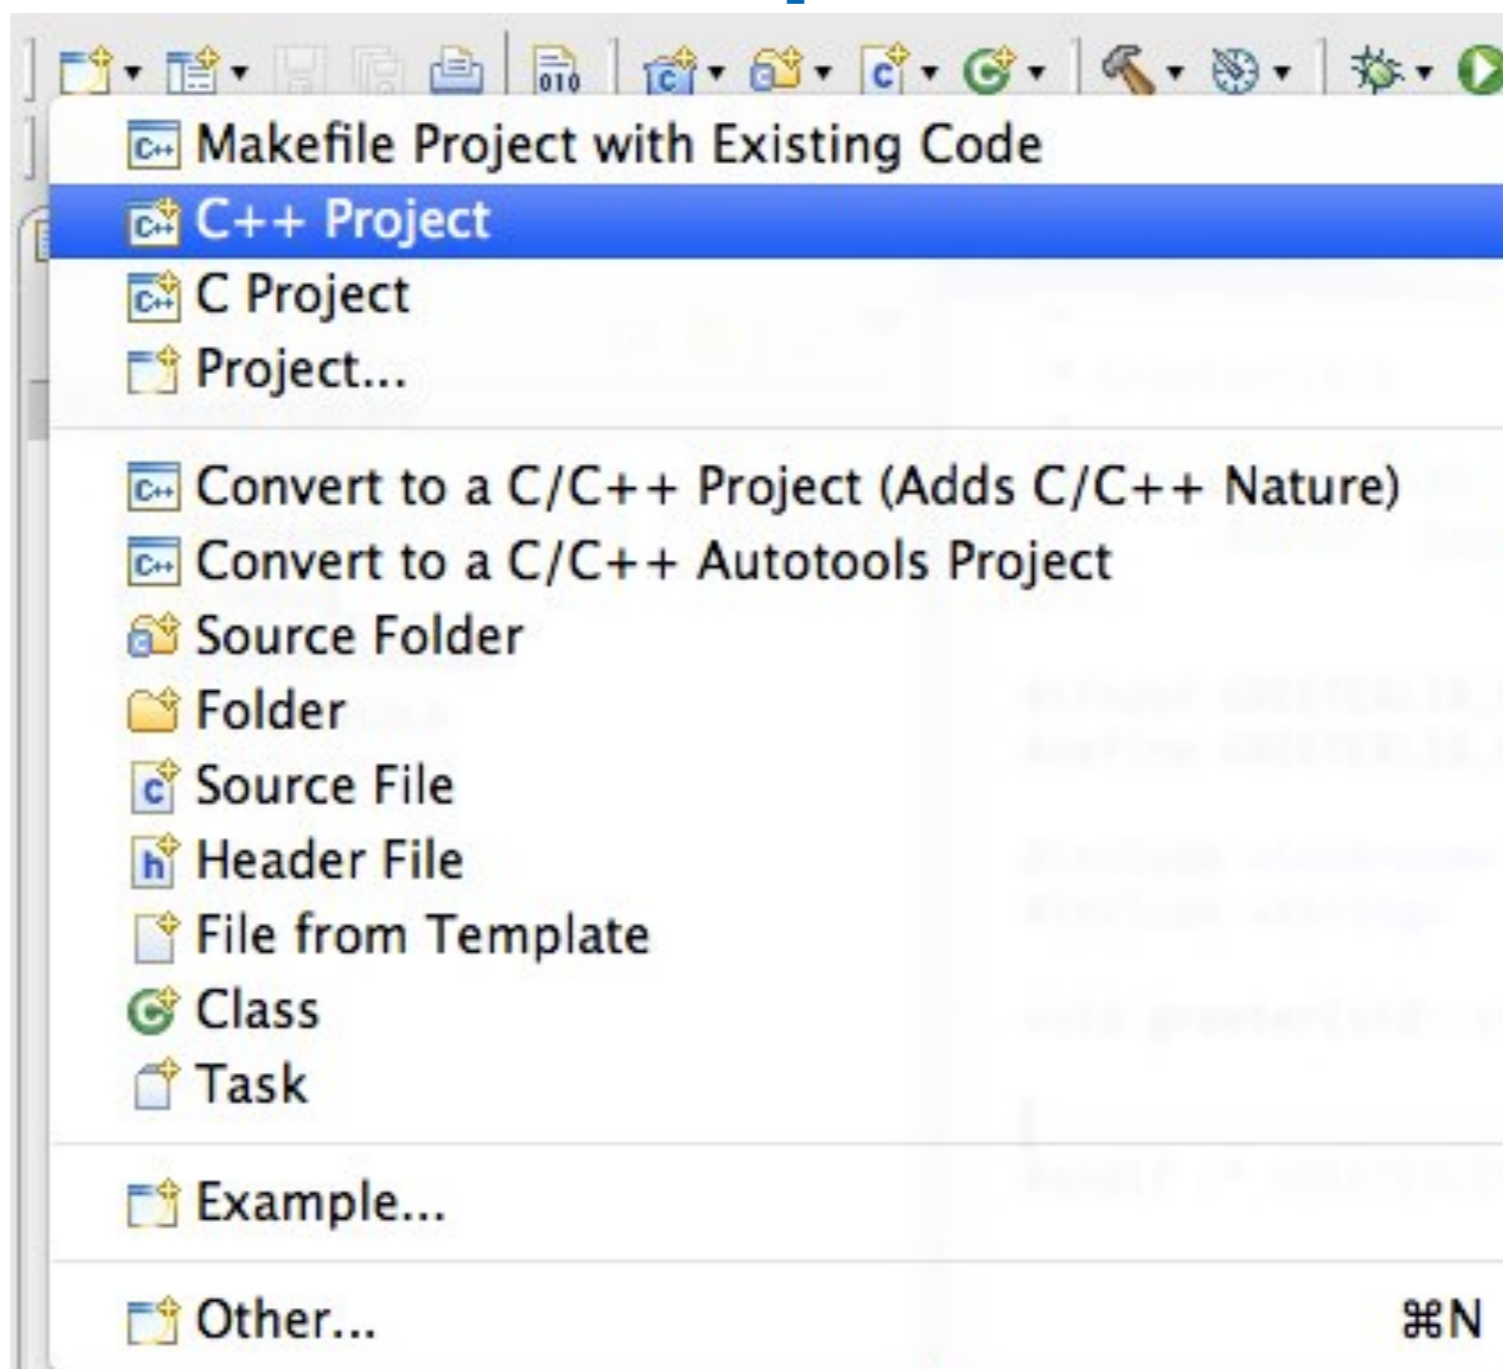 010
Makefile Project with Existing Code
C++ Project
C Project
Project...
Convert to a C/C++ Project (Adds C/C++ Nature)
Convert to a C/C++ Autotools Project
Source Folder
Folder
Source File
Header File
File from Template
Class
Task
Example...
Other... ⌘N